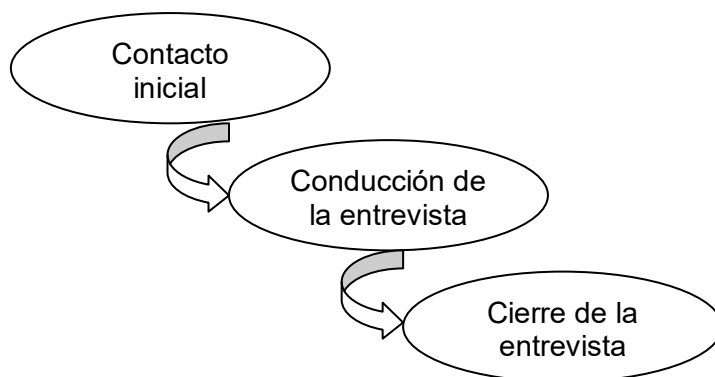 Contacto
inicial
Conducción de
la entrevista
Cierre de la
entrevista